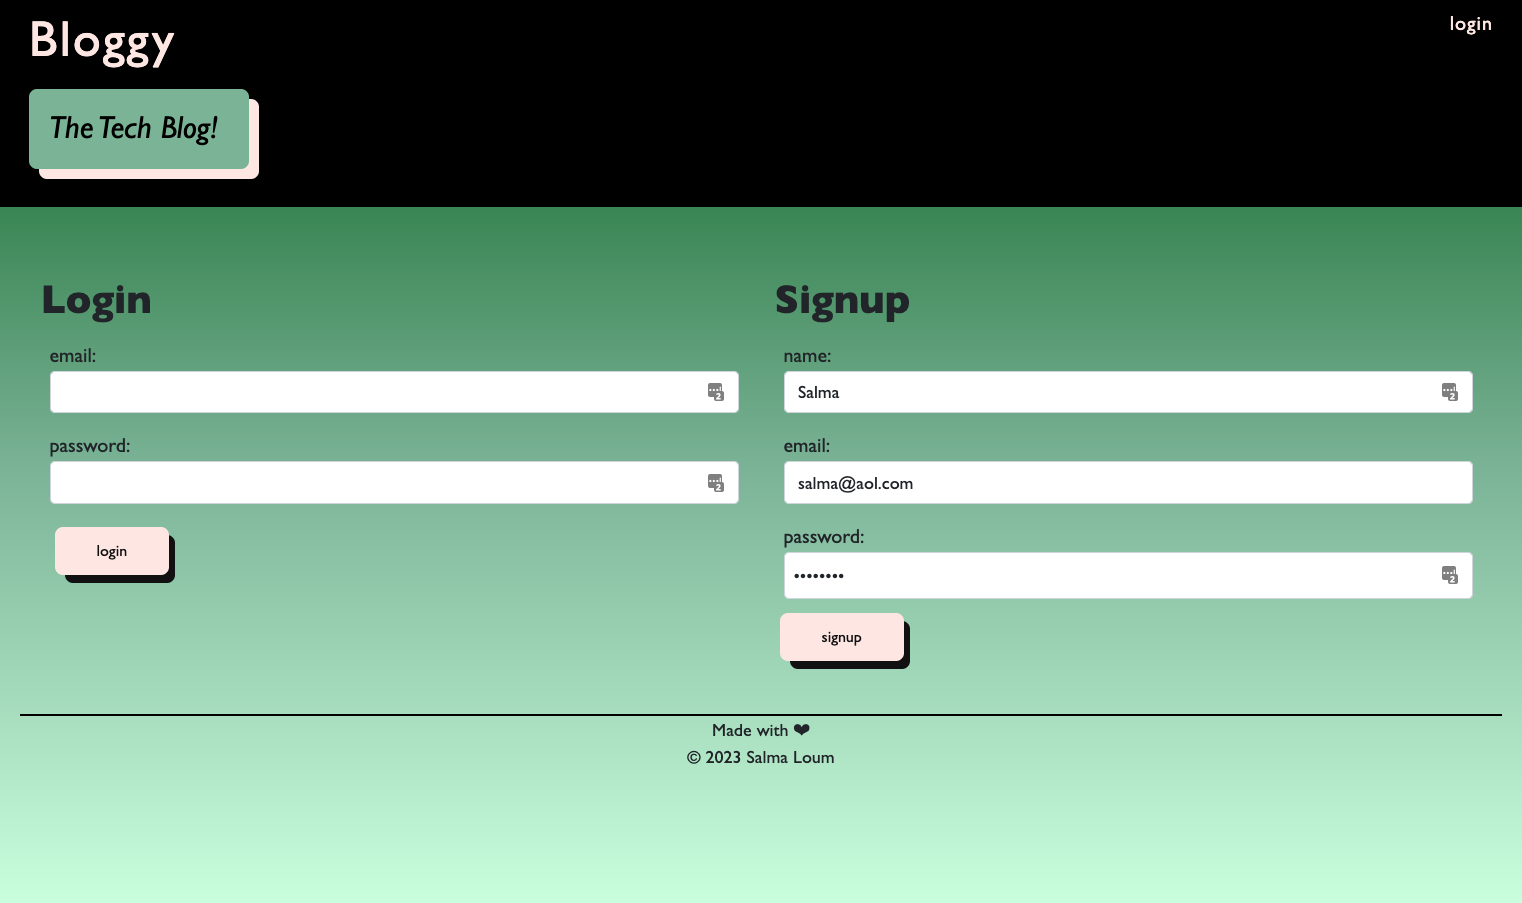 Bloggy
login
The Tech Blog!
Login
email:
password:
login
Signup
name:
Salma
email:
salma@aol.com
password:
••••••••
signup
Made with ❤
© 2023 Salma Loum